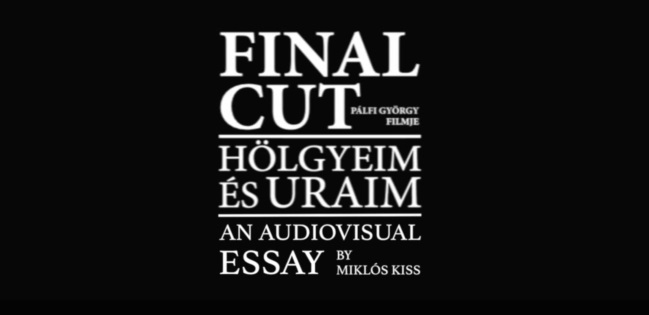 FINAL
CUT PÁLFI GYÖRGY
FILMJE
HÖLGYEIM
ÉS URAIM
AN AUDIOVISUAL
ESSAY BY
MIKLÓS KISS